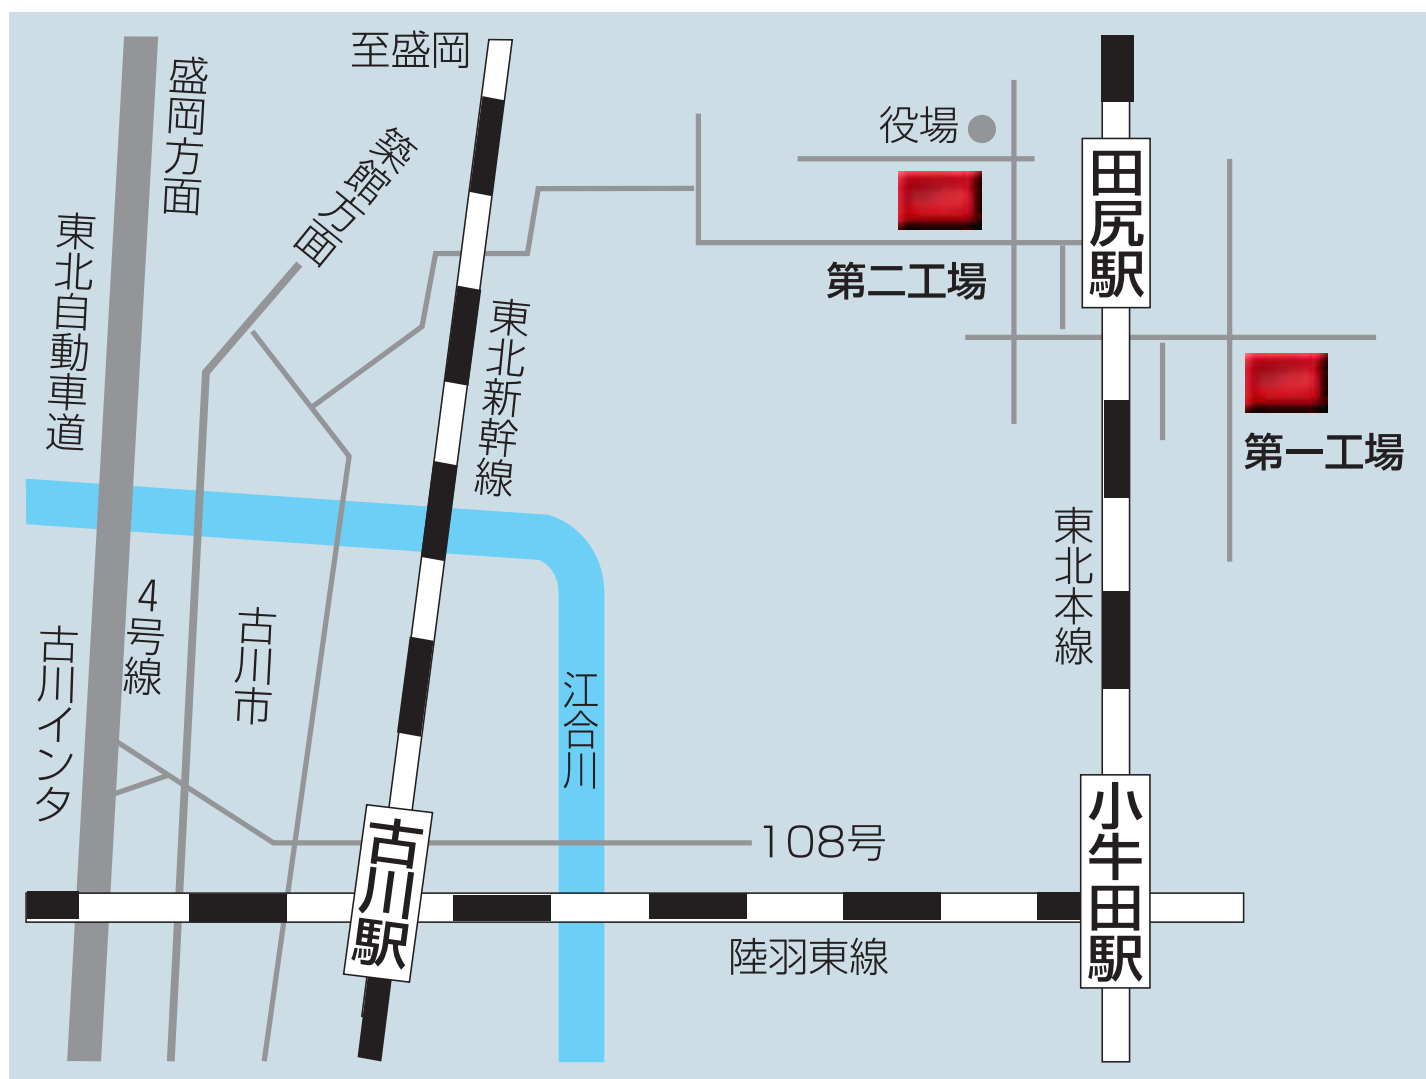 至盛岡
盛岡方面
築館方面
東北自動車道
役場
田尻駅
第二工場
東北新幹線
第一工場
東北本線
4号線
古川市
古川インタ
江合川
108号
古川駅
小牛田駅
陸羽東線